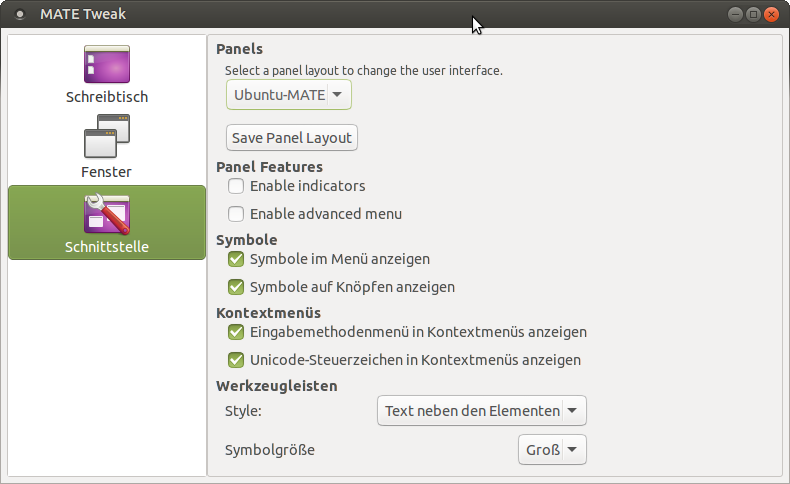 MATE Tweak
Schreibtisch
Fenster
Schnittstelle
Panels
Select a panel layout to change the user interface.
Ubuntu-MATE
Save Panel Layout
Panel Features
Enable indicators
Enable advanced menu
Symbole
Symbole im Menü anzeigen
Symbole auf Knöpfen anzeigen
Kontextmenüs
Eingabemethodenmenü in Kontextmenüs anzeigen
Unicode-Steuerzeichen in Kontextmenüs anzeigen
Werkzeugleisten
Style: Text neben den Elementen
Symbolgröße Groß